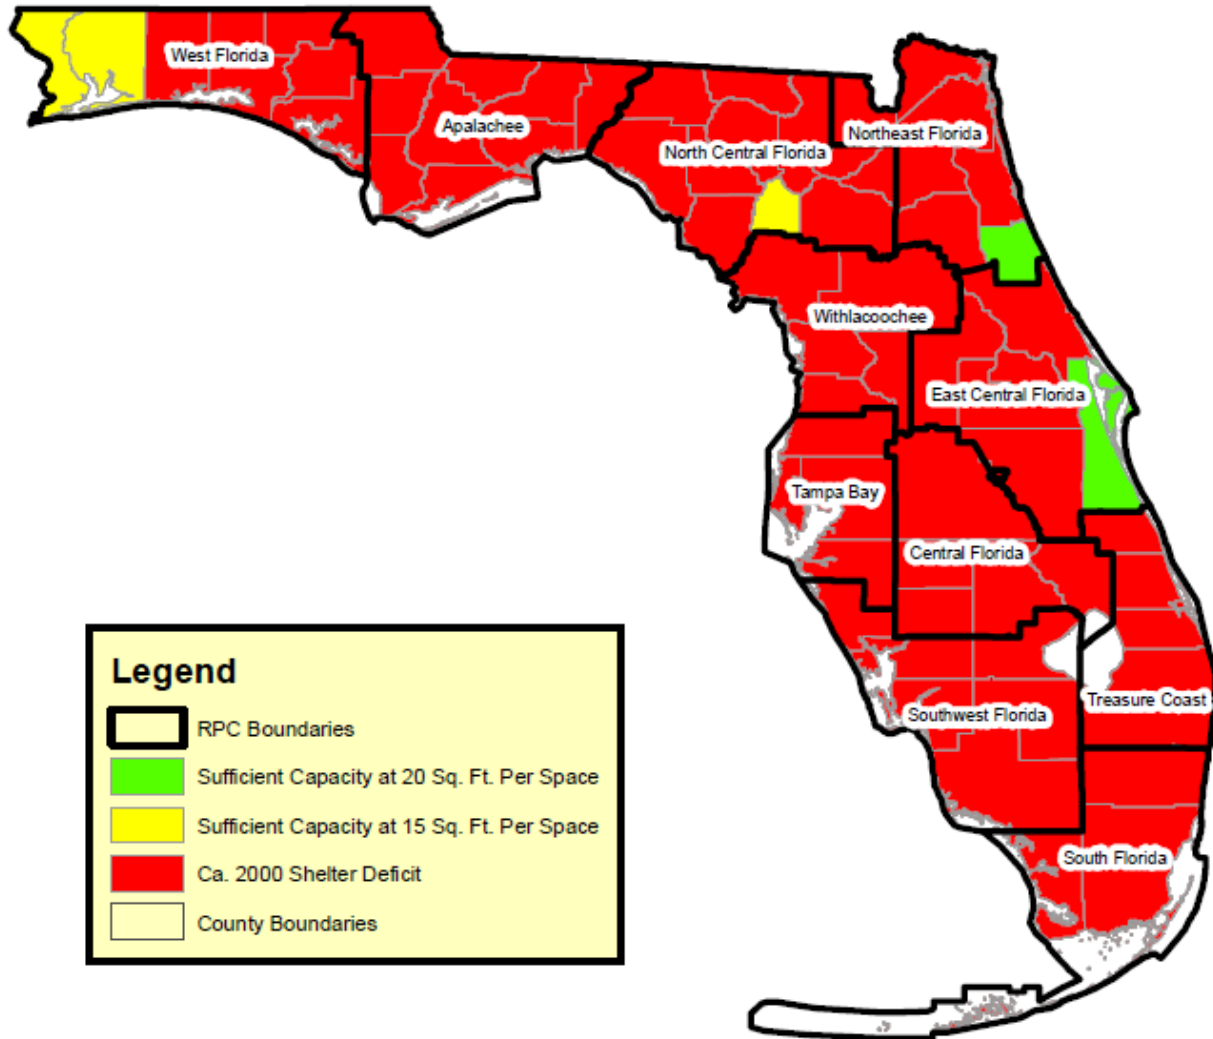 West Florida
Apalachee
North Central Florida
Northeast Florida
Withlacoochee
East Central Florida
Tampa Bay
Central Florida
Treasure Coast
Southwest Florida
South Florida
Legend
RPC Boundaries
Sufficient Capacity at 20 Sq. Ft. Per Space
Sufficient Capacity at 15 Sq. Ft. Per Space
Ca. 2000 Shelter Deficit
County Boundaries